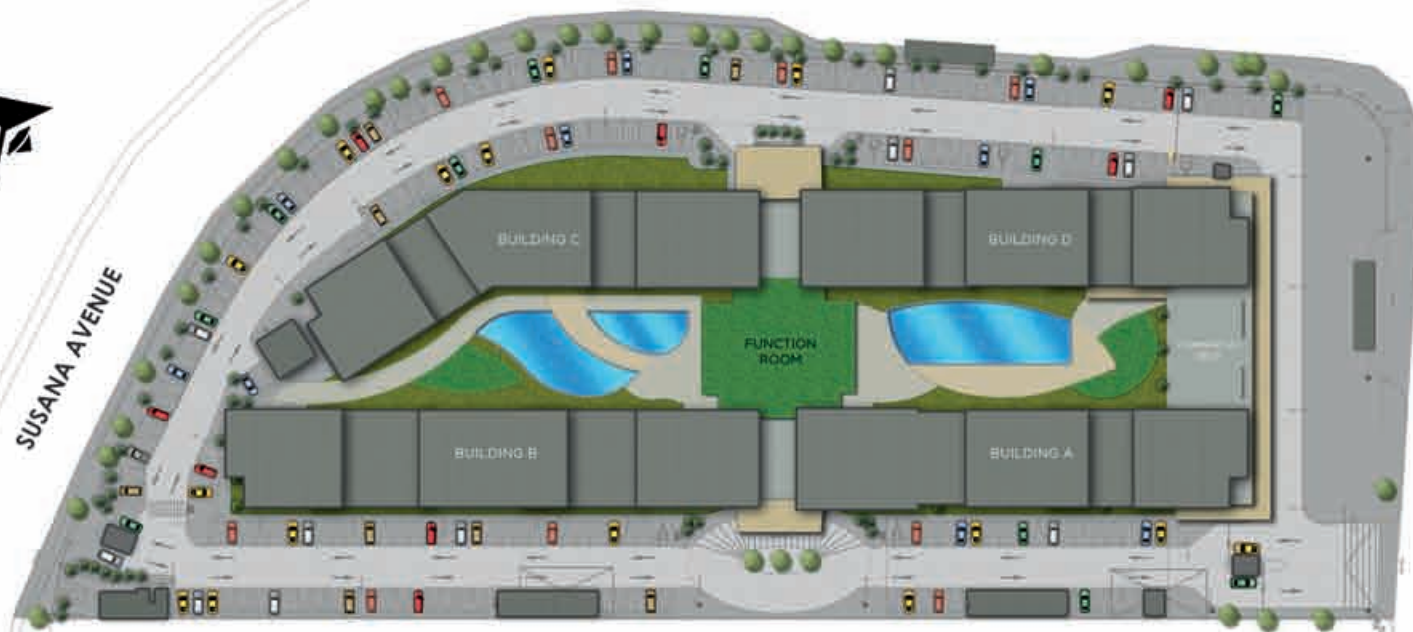 BUILDING C
BUILDING D
SUSANA AVENUE
FUNCTION
ROOM
BUILDING B
BUILDING A